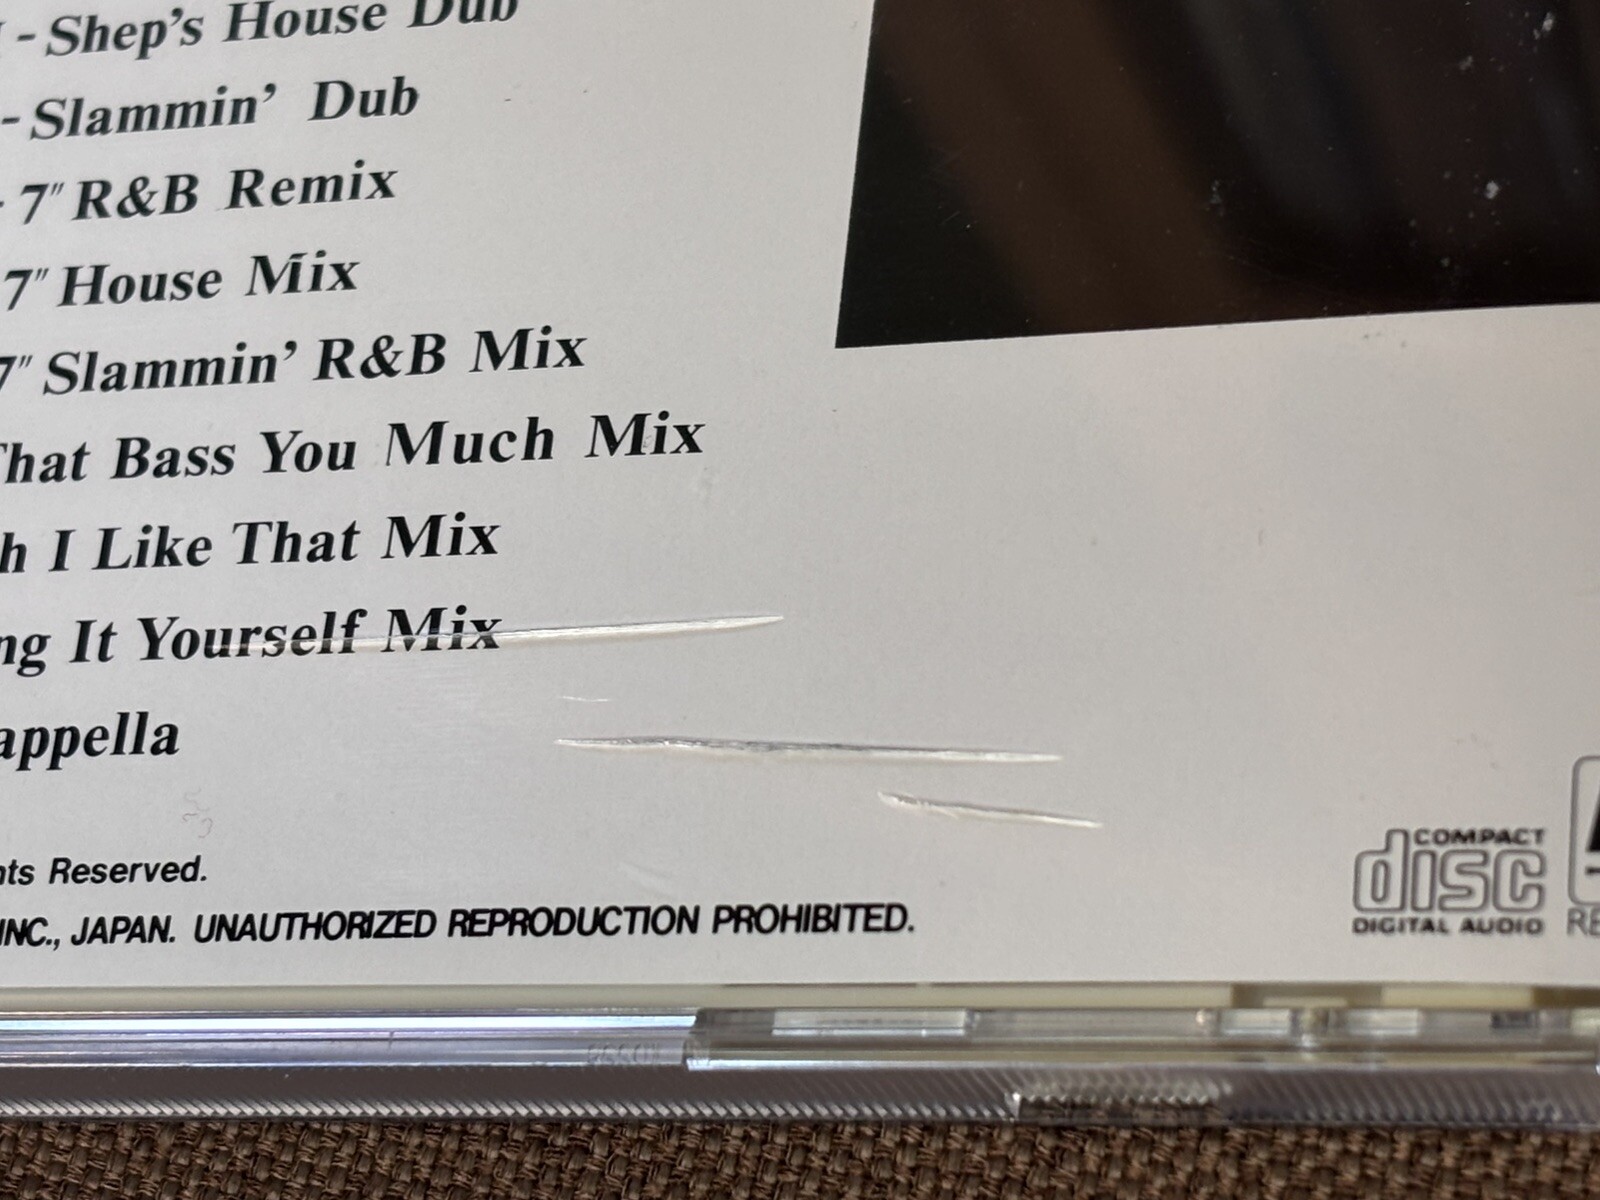 - Shep's House Dub
- Slammin' Dub
- 7" R&B Remix
7" House Mix
7" Slammin' R&B Mix
That Bass You Much Mix
h I Like That Mix
ng It Yourself Mix
appella
nts Reserved.
INC., JAPAN. UNAUTHORIZED REPRODUCTION PROHIBITED.
COMPACT
disc
DIGITAL AUDIO
RE